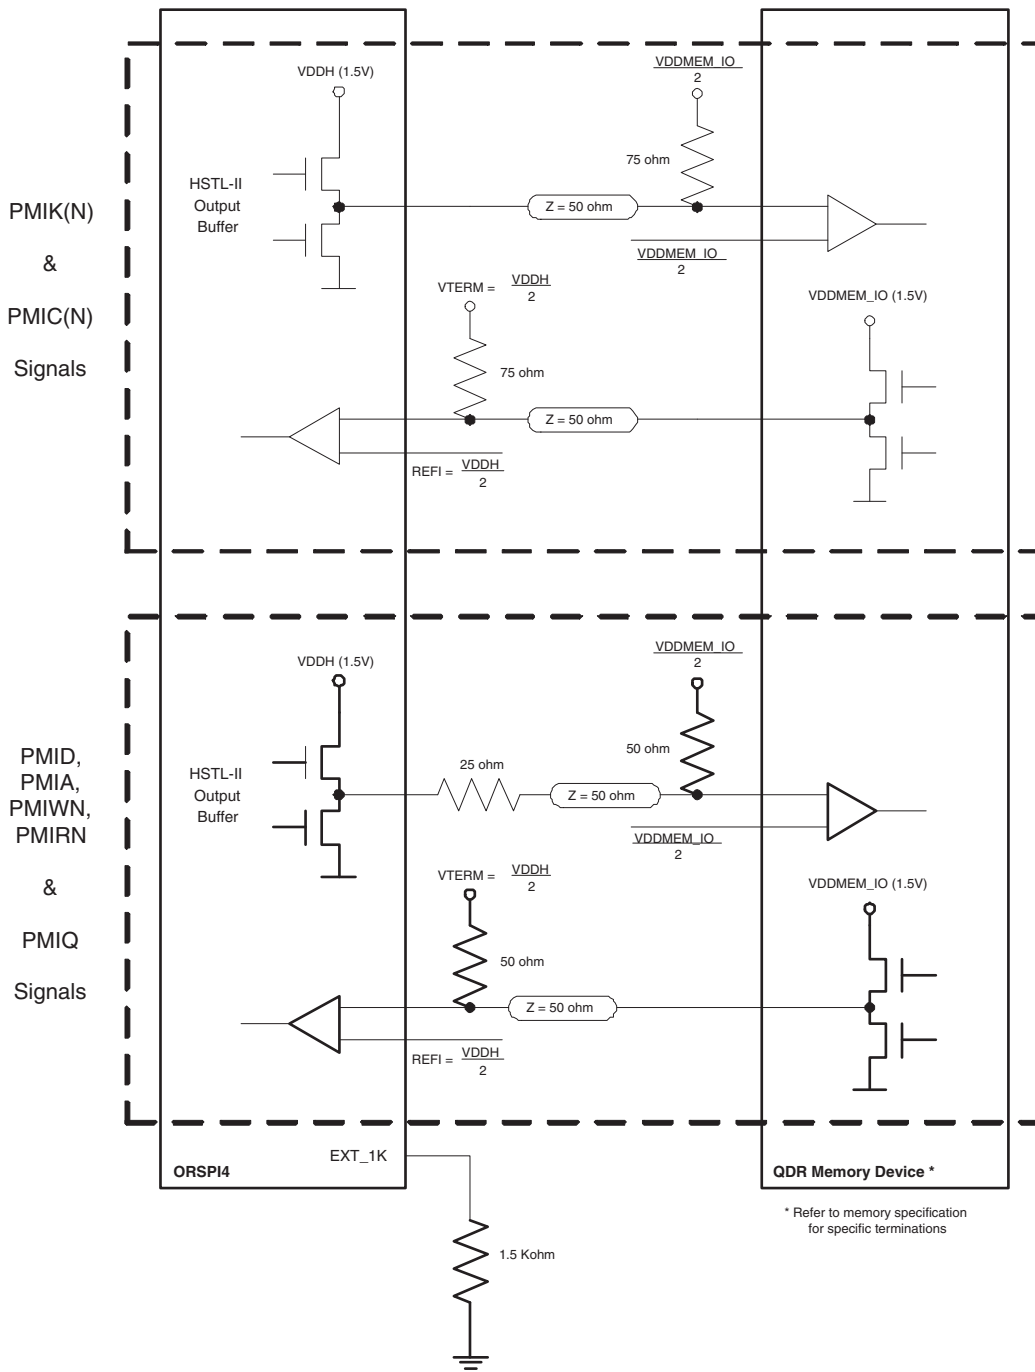 VDDH (1.5V)
VDDMEM_IO
2
75 ohm
HSTL-II
Output
Buffer
Z = 50 ohm
VDDMEM_IO
2
PMIK(N)
&
PMIC(N)
Signals
VTERM = VDDH
2
VDDMEM_IO (1.5V)
75 ohm
Z = 50 ohm
REFI = VDDH
2
VDDH (1.5V)
VDDMEM_IO
2
50 ohm
25 ohm
HSTL-II
Output
Buffer
Z = 50 ohm
VDDMEM_IO
2
PMID,
PMIA,
PMIWN,
PMIRN
&
PMIQ
Signals
VTERM = VDDH
2
VDDMEM_IO (1.5V)
50 ohm
Z = 50 ohm
REFI = VDDH
2
EXT_1K
ORSPI4
QDR Memory Device *
* Refer to memory specification
for specific terminations
1.5 Kohm